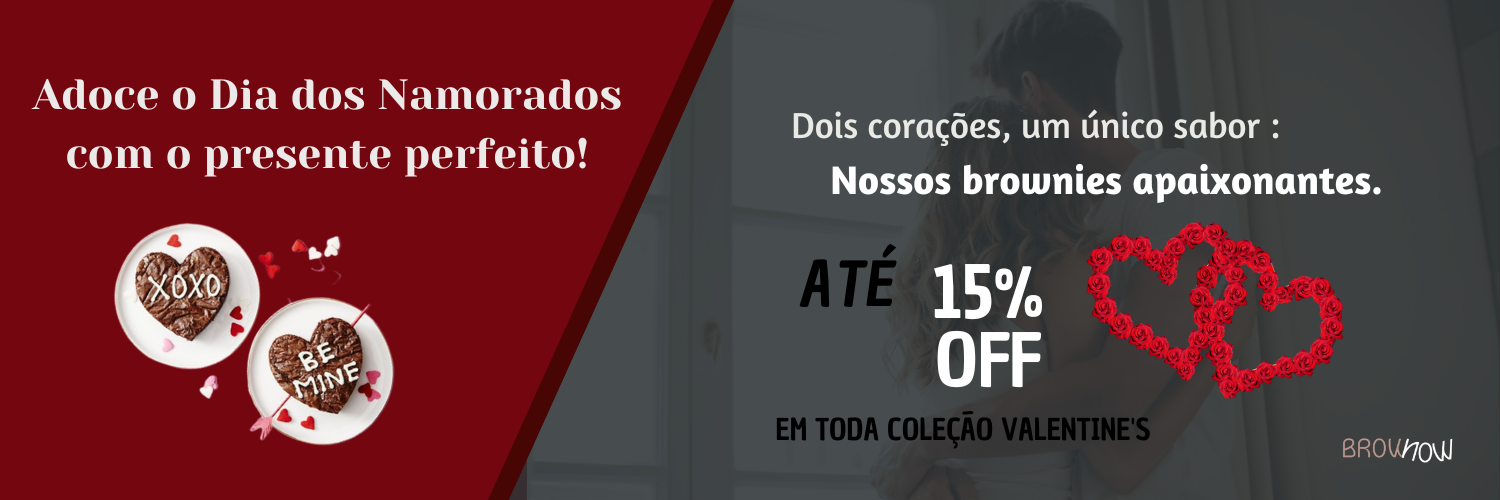 Adoce o Dia dos Namorados
com o presente perfeito!
XOXO
BE
MINE
Dois corações, um único sabor :
Nossos brownies apaixonantes.
ATÉ
15%
OFF
EM TODA COLEÇÃO VALENTINE'S
BROWNOW